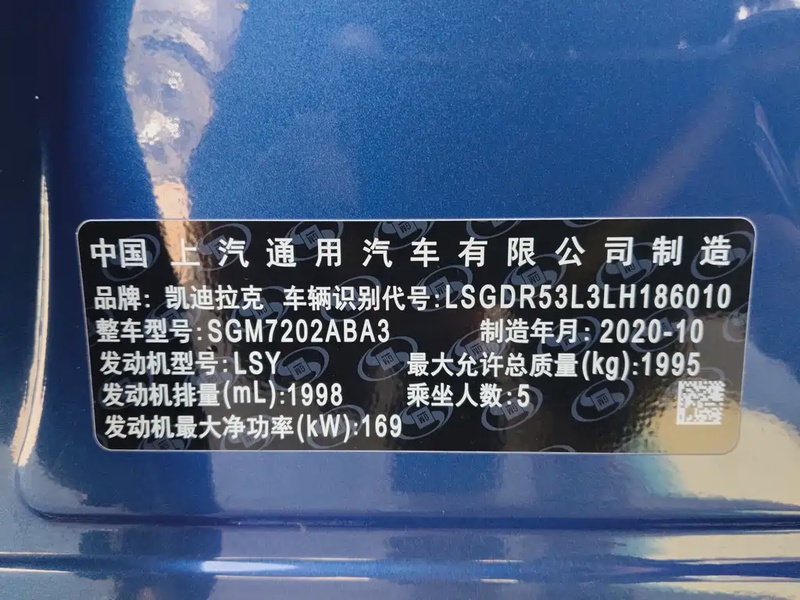 中国 上汽通用汽车有限公司制造
品牌: 凯迪拉克 车辆识别代号:LSGDR53L3LH186010
整车型号:SGM7202ABA3 制造年月: 2020-10
发动机型号:LSY 最大允许总质量(kg):1995
发动机排量(mL):1998 乘坐人数:5
发动机最大净功率(kW):169